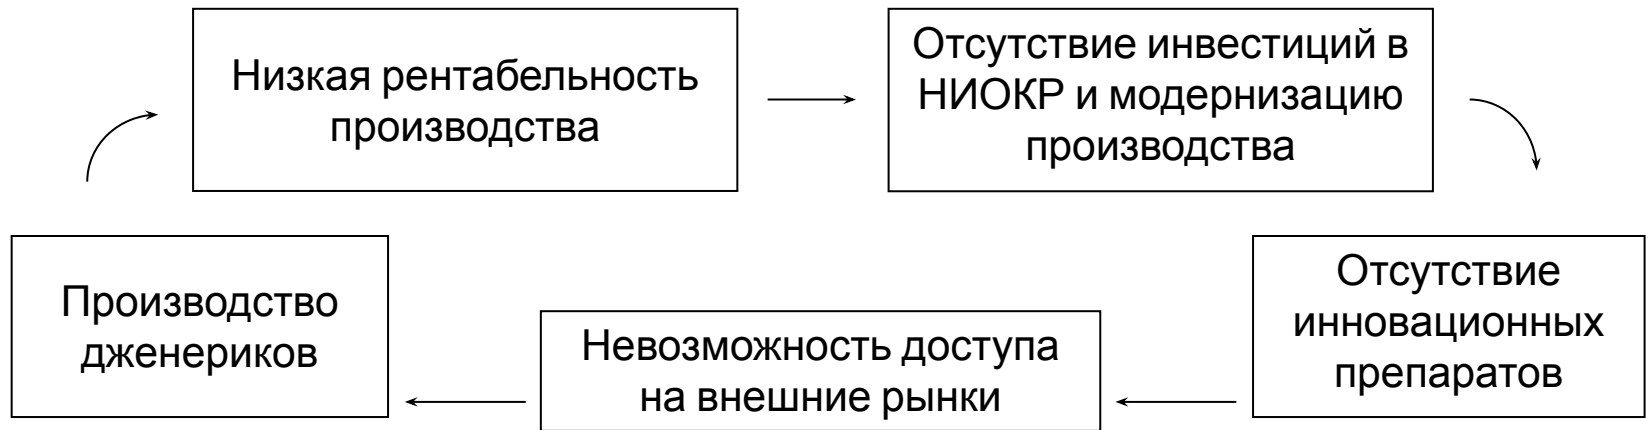 Низкая рентабельность
производства
Отсутствие инвестиций в
НИОКР и модернизацию
производства
Отсутствие
инновационных
препаратов
Невозможность доступа
на внешние рынки
Производство
дженериков